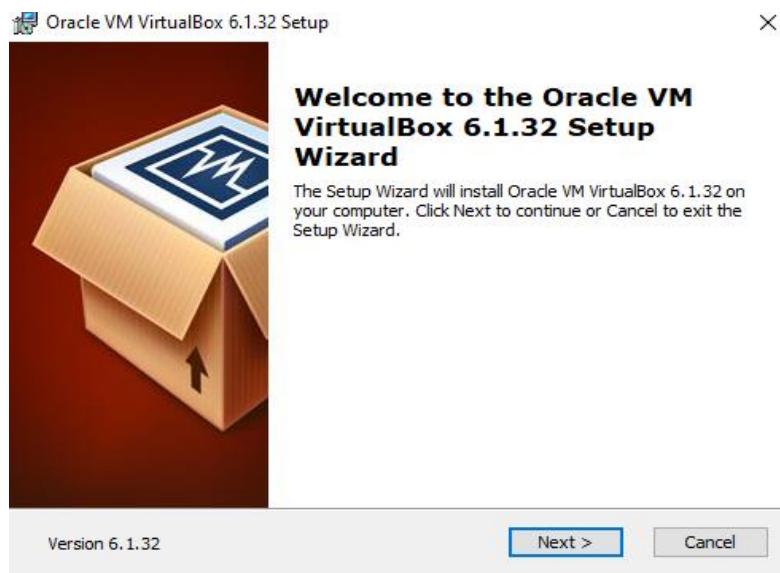 Oracle VM VirtualBox 6.1.32 Setup
Welcome to the Oracle VM
VirtualBox 6.1.32 Setup
Wizard
The Setup Wizard will install Oracle VM VirtualBox 6.1.32 on
your computer. Click Next to continue or Cancel to exit the
Setup Wizard.
Version 6.1.32
Next >
Cancel